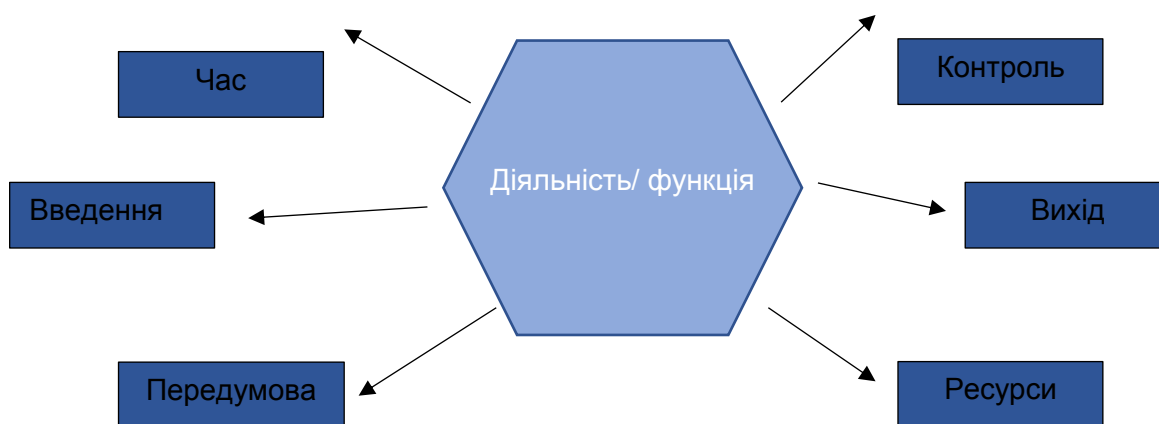 Час
Контроль
Діяльність/ функція
Введення
Вихід
Передумова
Ресурси